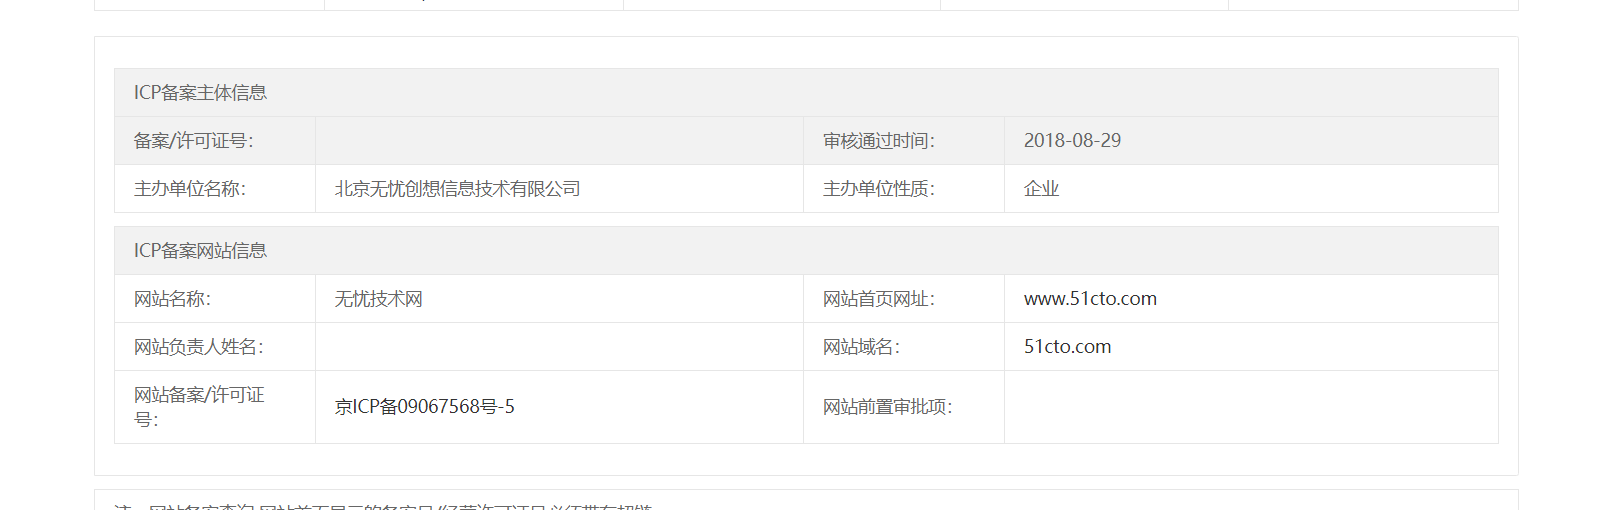 ICP备案主体信息
备案/许可证号：
审核通过时间：
2018-08-29
主办单位名称：
北京无忧创想信息技术有限公司
主办单位性质：
企业
ICP备案网站信息
网站名称：
无忧技术网
网站首页网址：
www.51cto.com
网站负责人姓名：
网站域名：
51cto.com
网站备案/许可证
号：
京ICP备09067568号-5
网站前置审批项：